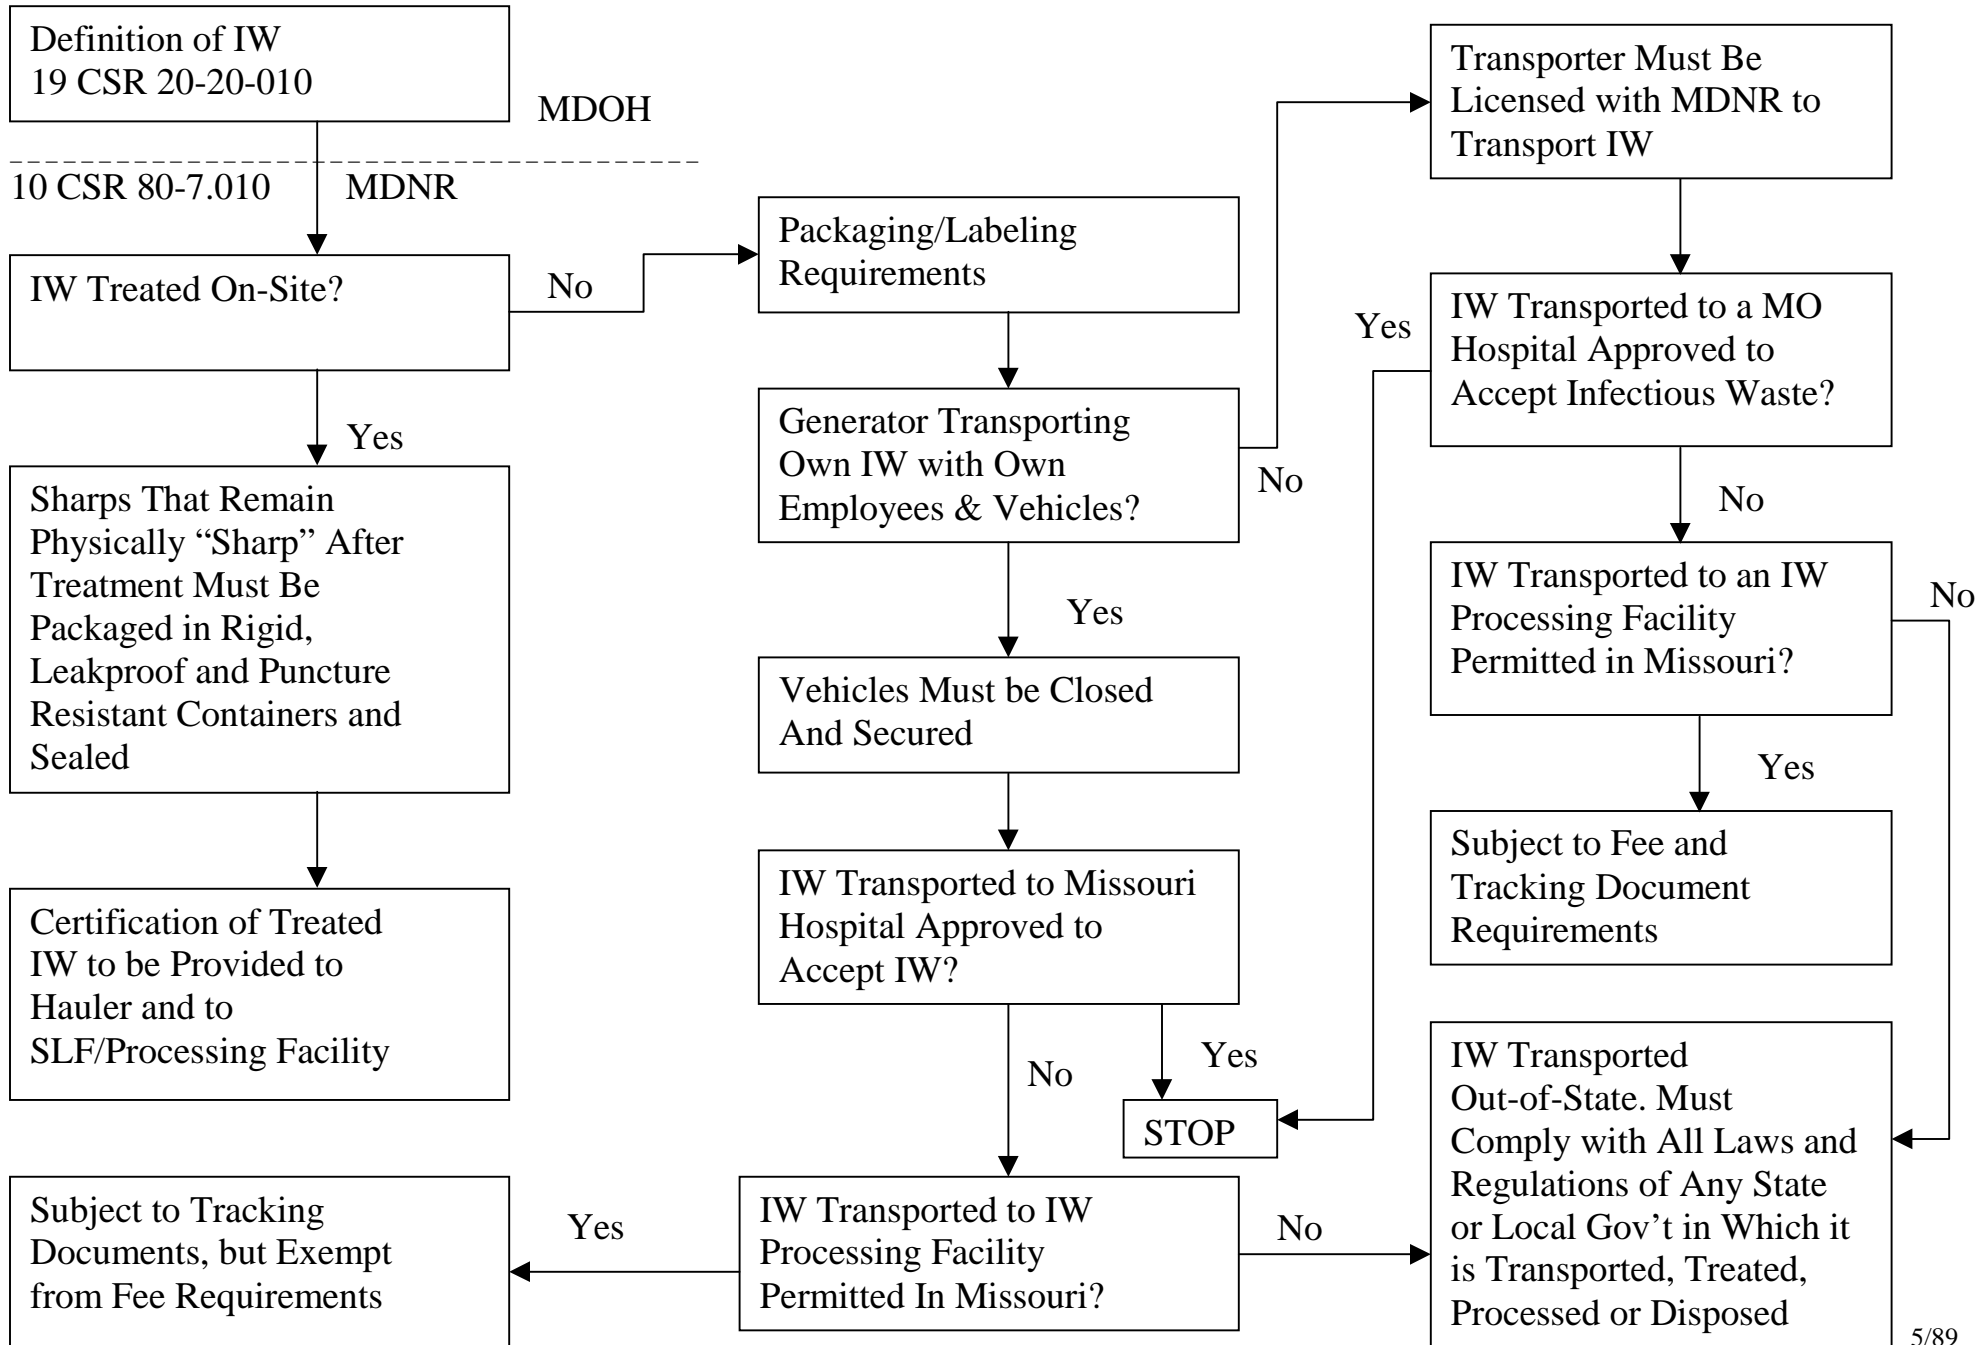 Definition of IW
19 CSR 20-20-010
MDOH
10 CSR 80-7.010
MDNR
IW Treated On-Site?
No
Yes
Sharps That Remain
Physically “Sharp” After
Treatment Must Be
Packaged in Rigid,
Leakproof and Puncture
Resistant Containers and
Sealed
Certification of Treated
IW to be Provided to
Hauler and to
SLF/Processing Facility
Packaging/Labeling
Requirements
Generator Transporting
Own IW with Own
Employees & Vehicles?
No
Yes
Vehicles Must be Closed
And Secured
IW Transported to Missouri
Hospital Approved to
Accept IW?
No
Yes
STOP
IW Transported to IW
Processing Facility
Permitted In Missouri?
Yes
No
Subject to Tracking
Documents, but Exempt
from Fee Requirements
Transporter Must Be
Licensed with MDNR to
Transport IW
IW Transported to a MO
Hospital Approved to
Accept Infectious Waste?
Yes
No
IW Transported to an IW
Processing Facility
Permitted in Missouri?
No
Yes
Subject to Fee and
Tracking Document
Requirements
IW Transported
Out-of-State. Must
Comply with All Laws and
Regulations of Any State
or Local Gov’t in Which it
is Transported, Treated,
Processed or Disposed
5/89